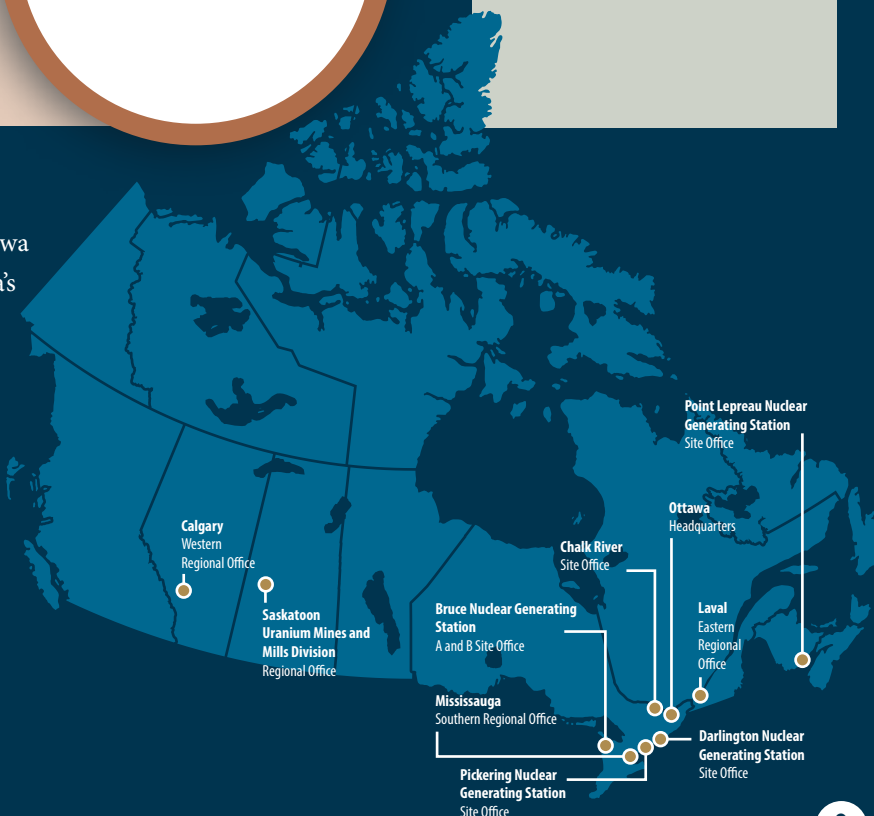 wa
a’s
Point Lepreau Nuclear
Generating Station
Site Office
Ottawa
Headquarters
Calgary
Western
Regional Office
Chalk River
Site Office
Saskatoon
Uranium Mines and
Mills Division
Regional Office
Bruce Nuclear Generating
Station
A and B Site Office
Laval
Eastern
Regional
Office
Mississauga
Southern Regional Office
Darlington Nuclear
Generating Station
Site Office
Pickering Nuclear
Generating Station
Site Office